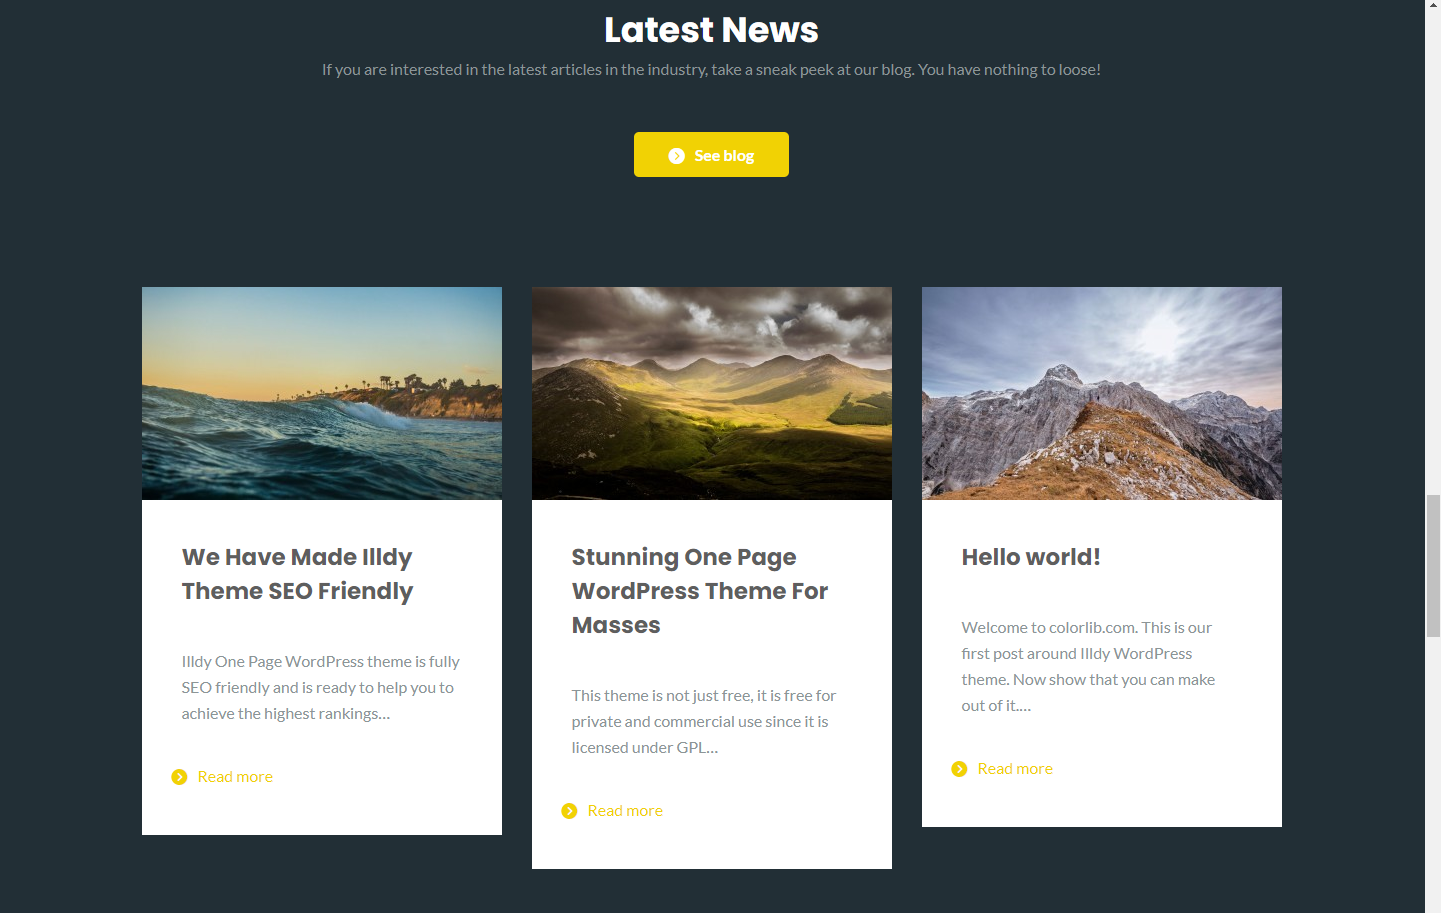 Latest News
If you are interested in the latest articles in the industry, take a sneak peek at our blog. You have nothing to loose!
See blog
We Have Made Illdy
Theme SEO Friendly
Illdy One Page WordPress theme is fully
SEO friendly and is ready to help you to
achieve the highest rankings…
Read more
Stunning One Page
WordPress Theme For
Masses
This theme is not just free, it is free for
private and commercial use since it is
licensed under GPL…
Read more
Hello world!
Welcome to colorlib.com. This is our
first post around Illdy WordPress
theme. Now show that you can make
out of it.…
Read more